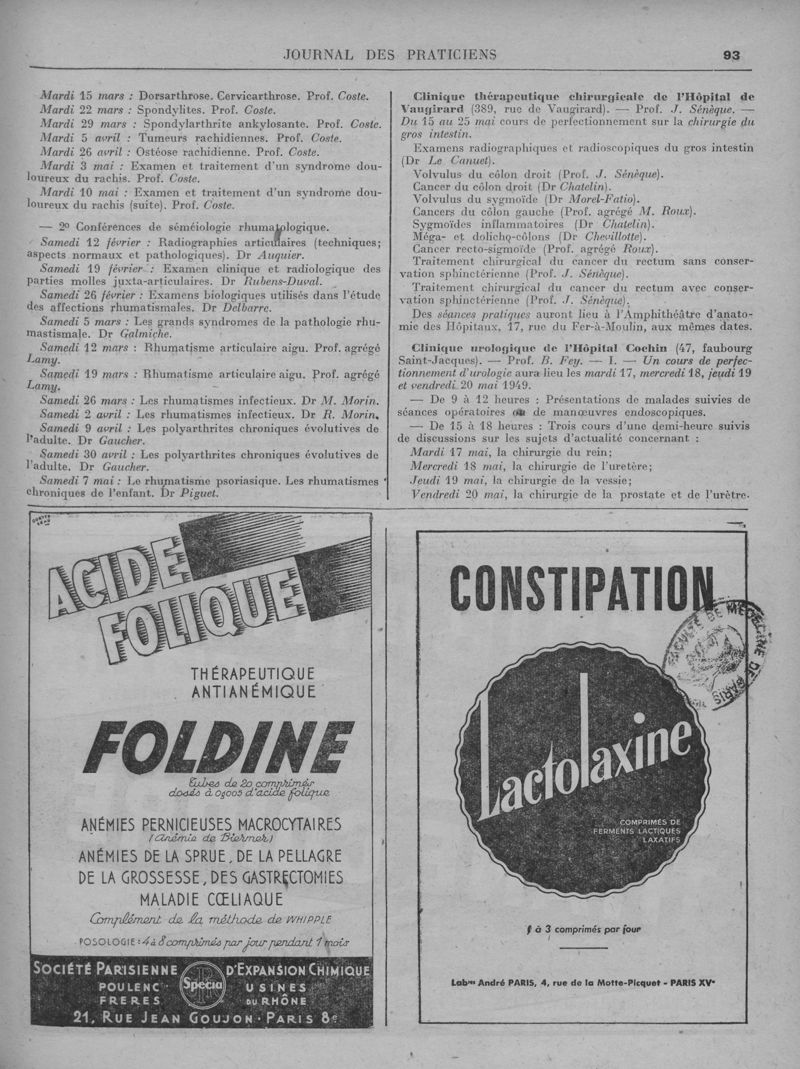 JOURNAL DES PRATICIENS 93
Mardi 15 mars : Dorsarthrose. Cervicarthrose. Prof. Coste.
Mardi 22 mars : Spondylites. Prof. Coste.
Mardi 29 mars : Spondylarthrite ankylosante. Prof. Coste.
Mardi 5 avril : Tumeurs rachidiennes. Prof. Coste.
Mardi 26 avril : Ostéose rachidienne. Prof. Coste.
Mardi 3 mai : Examen et traitement d'un syndrome dou-
loureux du rachis. Prof. Coste.
Mardi 10 mai : Examen et traitement d'un syndrome dou-
loureux du rachis (suite). Prof. Coste.
— 2º Conférences de séméiologie rhumatologique.
Samedi 12 février : Radiographies articulaires (techniques;
aspects normaux et pathologiques). Dr Auquier.
Samedi 19 février : Examen clinique et radiologique des
parties molles juxta-articulaires. Dr Rubens-Duval.
Samedi 26 février : Examens biologiques utilisés dans l'étude
des affections rhumatismales. Dr Delbarre.
Samedi 5 mars : Les grands syndromes de la pathologie rhu-
mastismale. Dr Galmiche.
Samedi 12 mars : Rhumatisme articulaire aigu. Prof. agrégé
Lamy.
Samedi 19 mars : Rhumatisme articulaire aigu. Prof. agrégé
Lamy.
Samedi 26 mars : Les rhumatismes infectieux. Dr M. Morin.
Samedi 2 avril : Les rhumatismes infectieux. Dr R. Morin.
Samedi 9 avril : Les polyarthrites chroniques évolutives de
l'adulte. Dr Gaucher.
Samedi 30 avril : Les polyarthrites chroniques évolutives de
l'adulte. Dr Gaucher.
Samedi 7 mai : Le rhumatisme psoriasique. Les rhumatismes
chroniques de l'enfant. Dr Piguet.
Clinique thérapeutique chirurgicale de l'Hôpital de
Vaugirard (389, rue de Vaugirard). — Prof. J. Sénèque. —
Du 15 au 25 mai cours de perfectionnement sur la chirurgie du
gros intestin.
Examens radiographiques et radioscopiques du gros intestin
(Dr Le Canuet).
Volvulus du côlon droit (Prof. J. Sénèque).
Cancer du côlon droit (Dr Chatelin).
Volvulus du sygmoïde (Dr Morel-Fatio).
Cancers du côlon gauche (Prof. agrégé M. Roux).
Sygmoïdes inflammatoires (Dr Chatelin).
Méga- et dolicho-côlons (Dr Chevillotte).
Cancer recto-sigmoïde (Prof. agrégé Roux).
Traitement chirurgical du cancer du rectum sans conser-
vation sphinctérienne (Prof. J. Sénèque).
Traitement chirurgical du cancer du rectum avec conser-
vation sphinctérienne (Prof. J. Sénèque).
Des séances pratiques auront lieu à l'Amphithéâtre d'anato-
mie des Hôpitaux, 17, rue du Fer-à-Moulin, aux mêmes dates.
Clinique urologique de l'Hôpital Cochin (47, faubourg
Saint-Jacques). — Prof. B. Fey. — I. — Un cours de perfec-
tionnement d'urologie aura lieu les mardi 17, mercredi 18, jeudi 19
et vendredi 20 mai 1949.
— De 9 à 12 heures : Présentations de malades suivies de
séances opératoires ou de manœuvres endoscopiques.
— De 15 à 18 heures : Trois cours d'une demi-heure suivis
de discussions sur les sujets d'actualité concernant :
Mardi 17 mai, la chirurgie du rein;
Mercredi 18 mai, la chirurgie de l'uretère;
Jeudi 19 mai, la chirurgie de la vessie;
Vendredi 20 mai, la chirurgie de la prostate et de l'urètre.
ACIDE
FOLIQUE
THÉRAPEUTIQUE
ANTIANÉMIQUE
FOLDINE
Tubes de 20 comprimés
dosés à 0g005 d'acide folique
ANÉMIES PERNICIEUSES MACROCYTAIRES
(Anémie de Biermer)
ANÉMIES DE LA SPRUE, DE LA PELLAGRE
DE LA GROSSESSE, DES GASTRECTOMIES
MALADIE CŒLIAQUE
Complément de la méthode de WHIPPLE
POSOLOGIE : 4 à 8 comprimés par jour pendant 1 mois
SOCIÉTÉ PARISIENNE D'EXPANSION CHIMIQUE
POULENC Specia USINES
FRERES DU RHÔNE
21, RUE JEAN GOUJON · PARIS 8e
CONSTIPATION
FACULTÉ DE MÉDECINE DE PARIS
Lactolaxine
COMPRIMÉS DE
FERMENTS LACTIQUES
LAXATIFS
1 à 3 comprimés par jour
Labres André PARIS, 4, rue de la Motte-Picquet - PARIS XVe